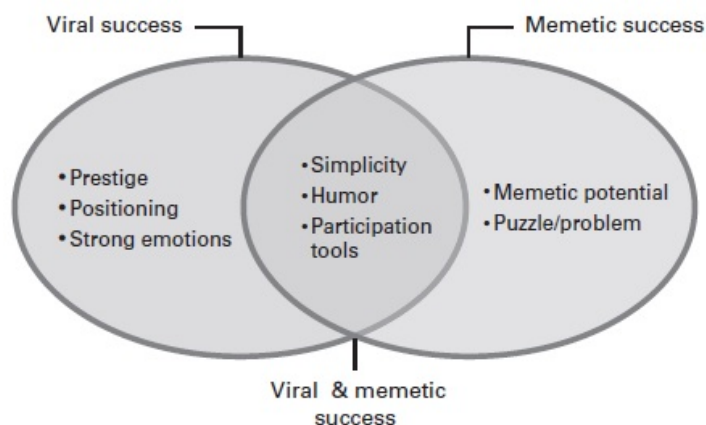 Viral success
Memetic success
• Prestige
• Positioning
• Strong emotions
• Simplicity
• Humor
• Participation
tools
• Memetic potential
• Puzzle/problem
Viral & memetic
success